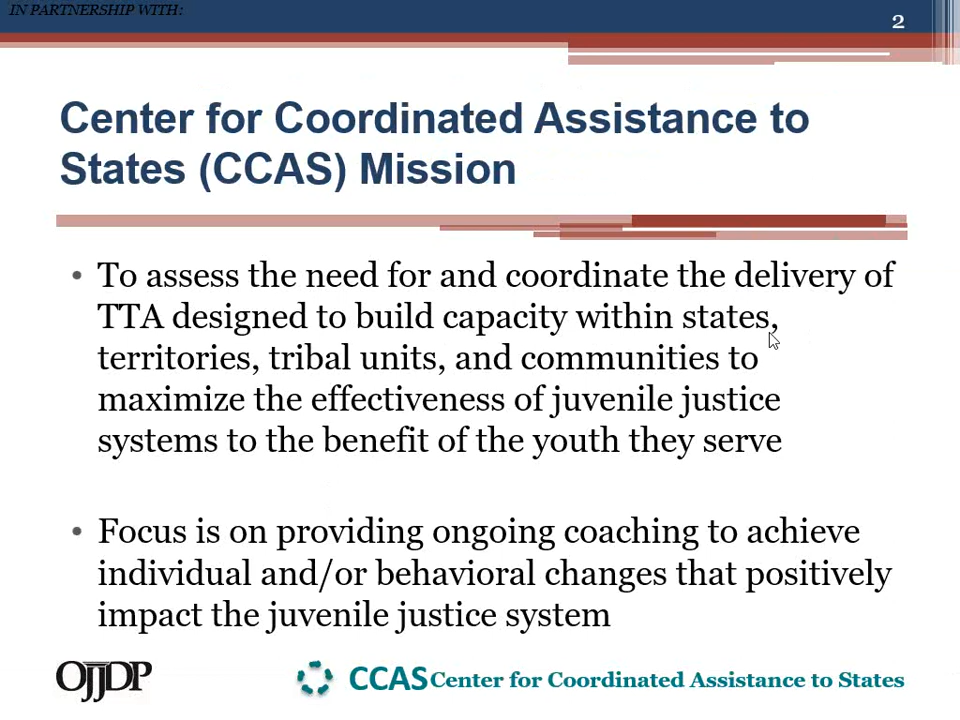 IN PARTNERSHIP WITH:
2
Center for Coordinated Assistance to
States (CCAS) Mission
• To assess the need for and coordinate the delivery of
TTA designed to build capacity within states,
territories, tribal units, and communities to
maximize the effectiveness of juvenile justice
systems to the benefit of the youth they serve
• Focus is on providing ongoing coaching to achieve
individual and/or behavioral changes that positively
impact the juvenile justice system
OJJDP
CCAS Center for Coordinated Assistance to States